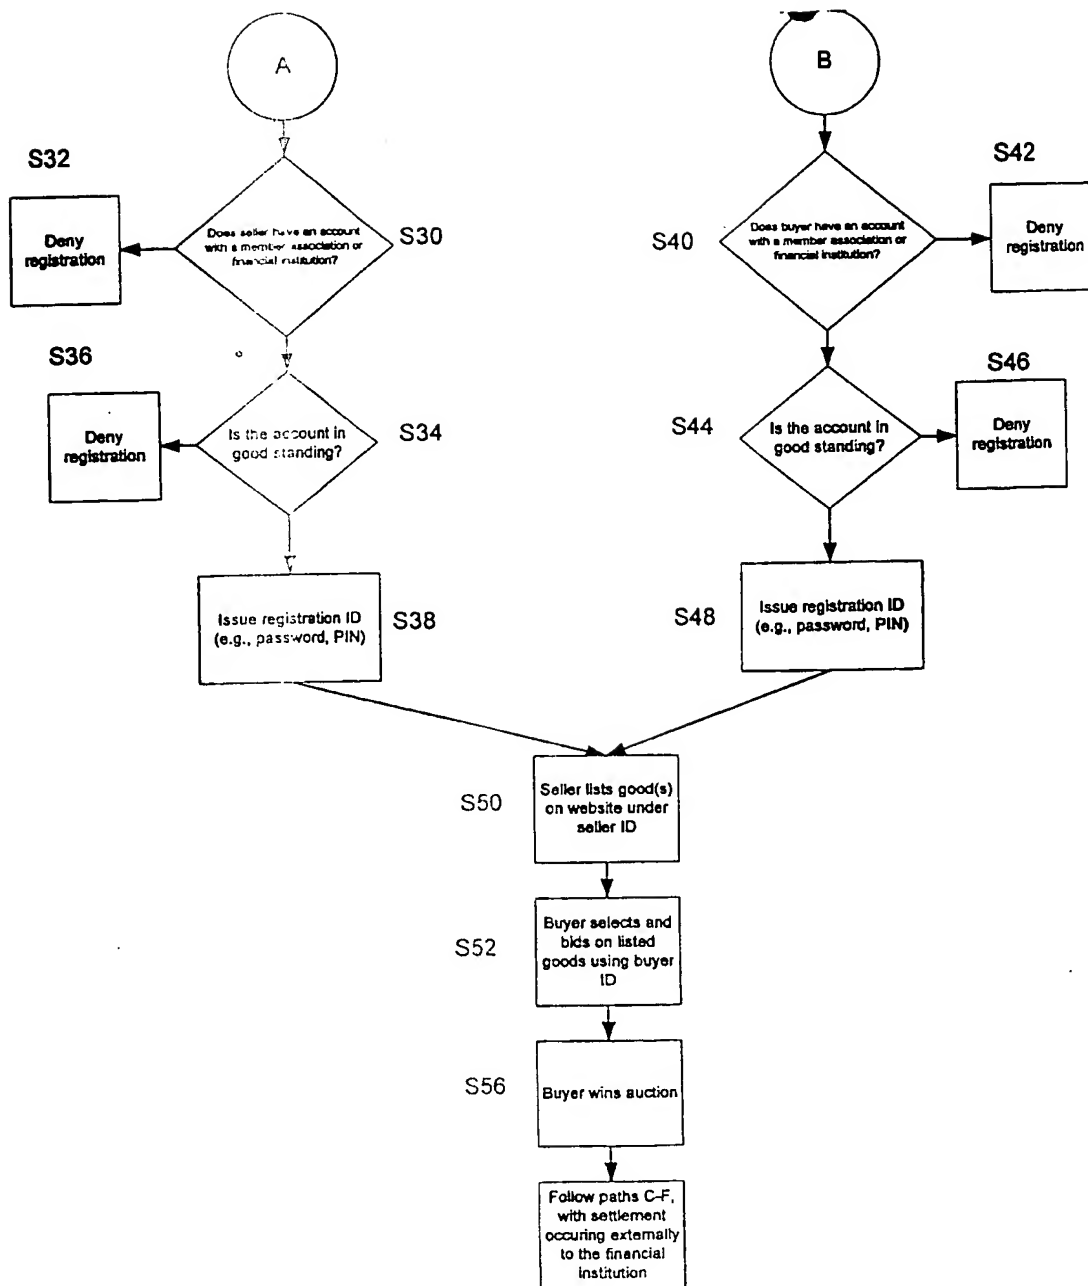 A
B
S32
Deny
registration
Does seller have an account
with a member association or
financial institution?
S30
S40
Does buyer have an account
with a member association or
financial institution?
S42
Deny
registration
S36
Deny
registration
Is the account in
good standing?
S34
S44
Is the account in
good standing?
S46
Deny
registration
Issue registration ID
(e.g., password, PIN)
S38
S48
Issue registration ID
(e.g., password, PIN)
S50
Seller lists good(s)
on website under
seller ID
S52
Buyer selects and
bids on listed
goods using buyer
ID
S56
Buyer wins auction
Follow paths C-F,
with settlement
occuring externally
to the financial
institution